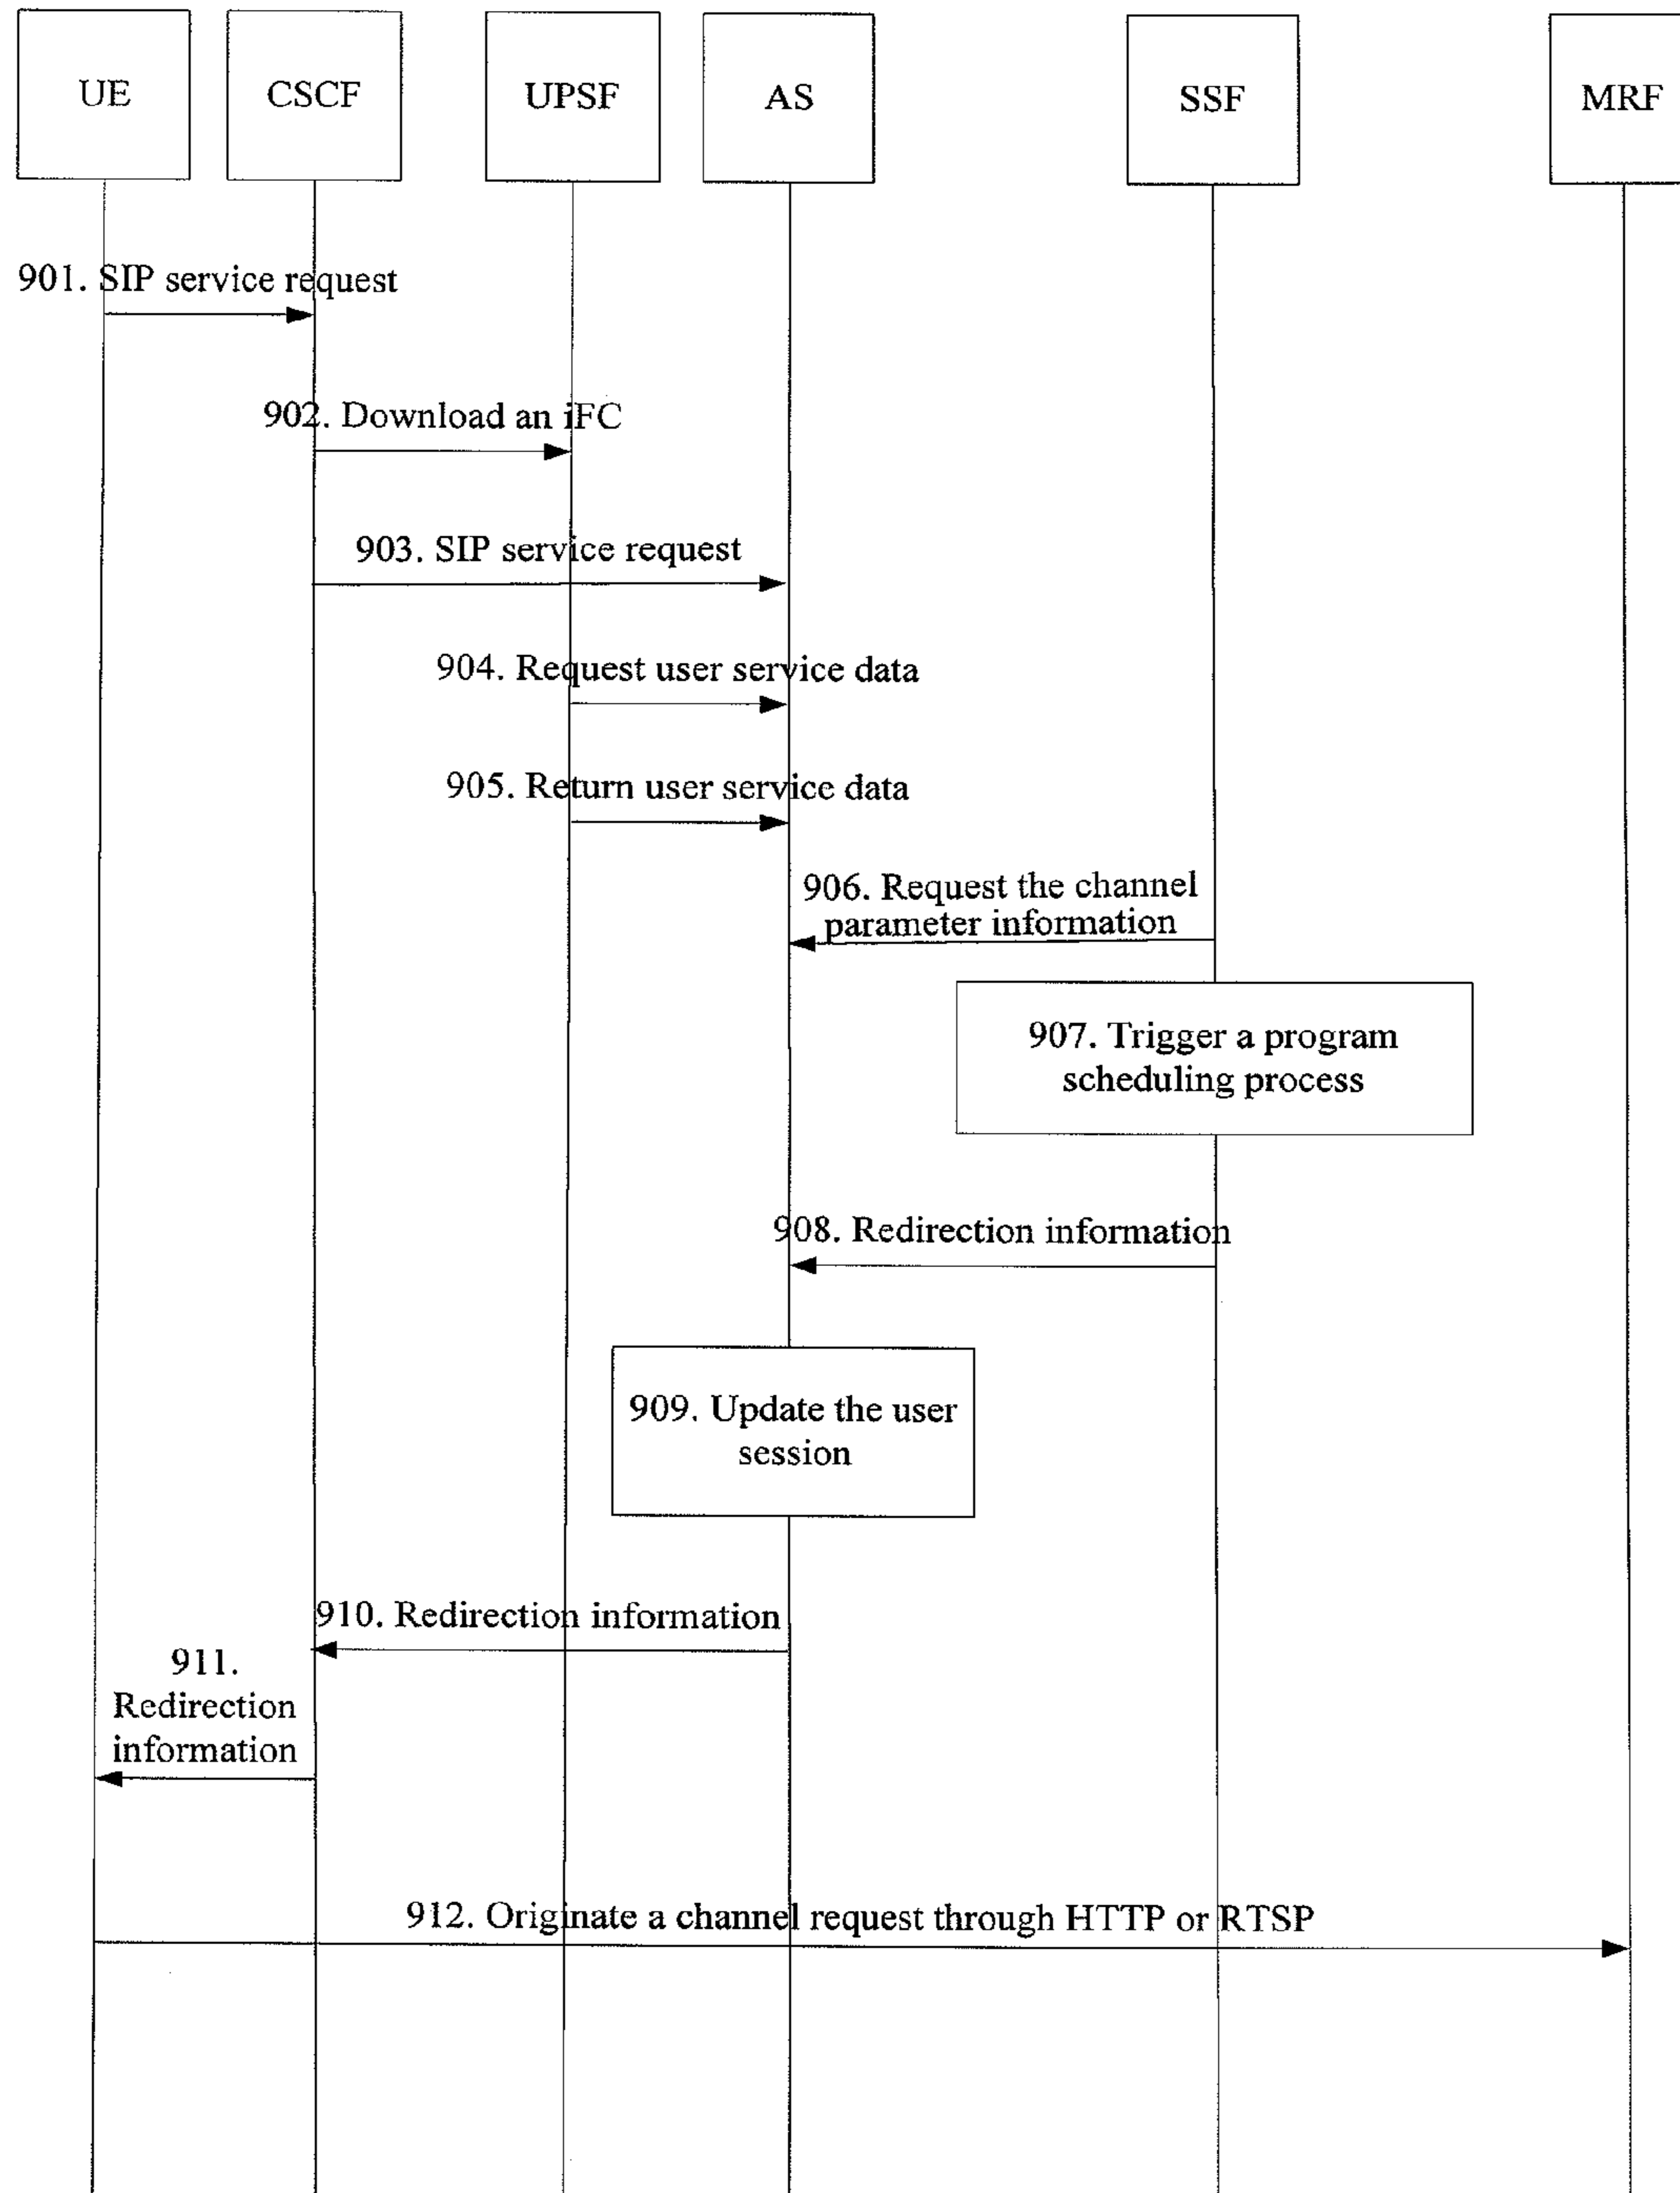 UE
CSCF
UPSF
AS
SSF
MRF
901. SIP service request
902. Download an iFC
903. SIP service request
904. Request user service data
905. Return user service data
906. Request the channel
parameter information
907. Trigger a program
scheduling process
908. Redirection information
909. Update the user
session
910. Redirection information
911.
Redirection
information
912. Originate a channel request through HTTP or RTSP